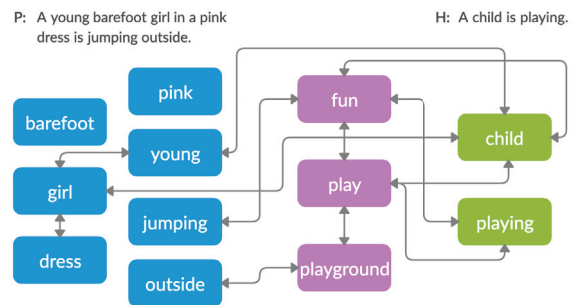 P: A young barefoot girl in a pink
dress is jumping outside.
H: A child is playing.
pink
fun
barefoot
young
child
girl
play
jumping
playing
dress
outside
playground